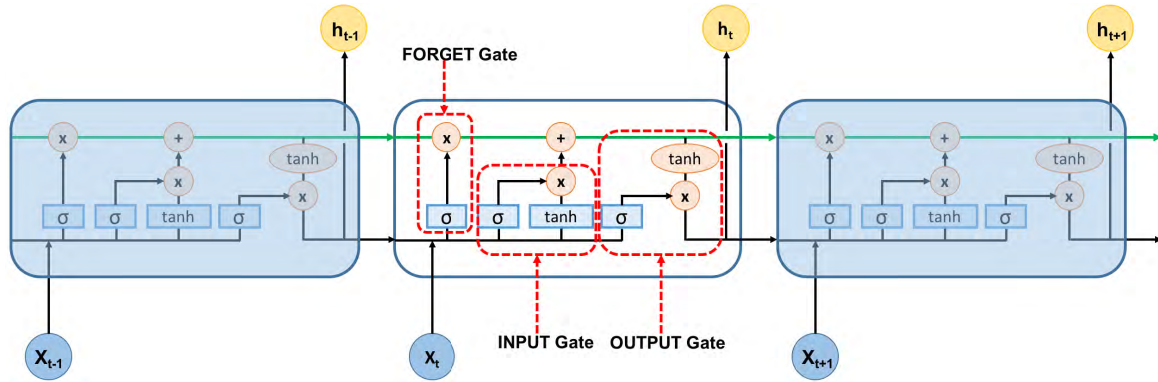 h_{t-1}
h_t
h_{t+1}
FORGET Gate
x
+
tanh
x
x
σ
σ
tanh
σ
x
+
tanh
x
x
σ
σ
tanh
σ
x
+
tanh
x
x
σ
σ
tanh
σ
INPUT Gate
OUTPUT Gate
X_{t-1}
X_t
X_{t+1}